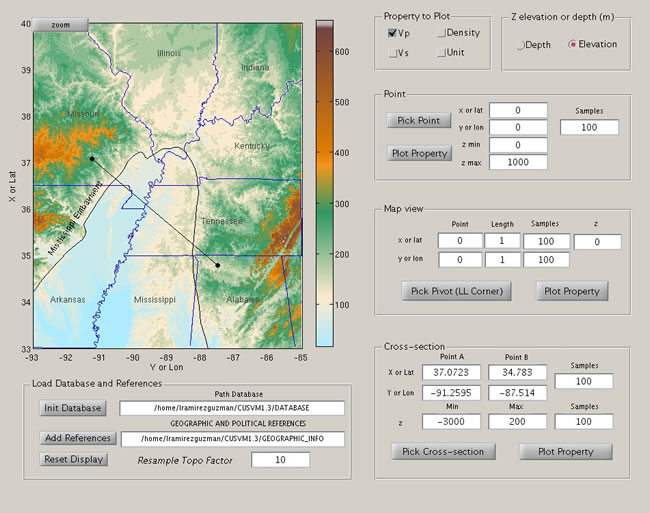 zoom
40
39
38
37
36
35
34
33
X or Lat
-93 -92 -91 -90 -89 -88 -87 -86 -85
Y or Lon
Illinois
Indiana
Missouri
Kentucky
Mississippi Embayment
Tennessee
Arkansas
Mississippi
Alabama
600
500
400
300
200
100
Property to Plot
Vp
Density
Vs
Unit
Z elevation or depth (m)
Depth
Elevation
Point
Pick Point
Plot Property
x or lat 0
y or lon 0
z min 0
z max 1000
Samples
100
Map view
Point Length Samples z
x or lat 0 1 100 0
y or lon 0 1 100
Pick Pivot (LL Corner)
Plot Property
Cross-section
Point A Point B
X or Lat 37.0723 34.783
Samples
100
Y or Lon -91.2595 -87.514
Min Max Samples
z -3000 200 100
Pick Cross-section
Plot Property
Load Database and References
Path Database
Init Database /home/lramirezguzman/CUSVM1.3/DATABASE
GEOGRAPHIC AND POLITICAL REFERENCES
Add References /home/lramirezguzman/CUSVM1.3/GEOGRAPHIC_INFO
Reset Display
Resample Topo Factor 10